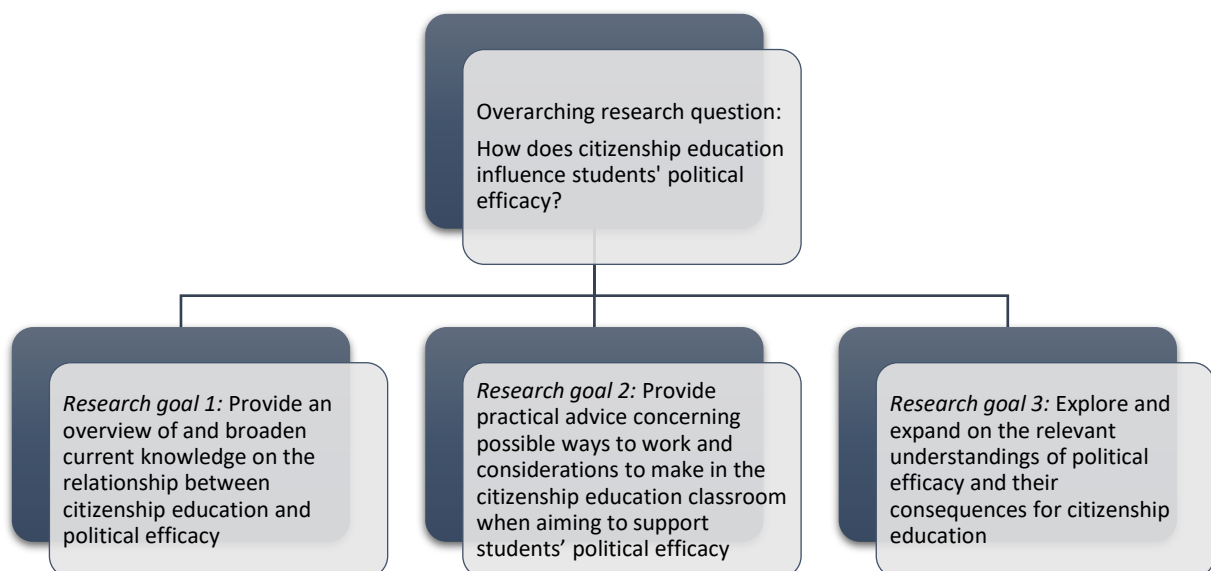 Overarching research question:
How does citizenship education
influence students' political
efficacy?
Research goal 1: Provide an
overview of and broaden
current knowledge on the
relationship between
citizenship education and
political efficacy
Research goal 2: Provide
practical advice concerning
possible ways to work and
considerations to make in the
citizenship education classroom
when aiming to support
students’ political efficacy
Research goal 3: Explore and
expand on the relevant
understandings of political
efficacy and their
consequences for citizenship
education